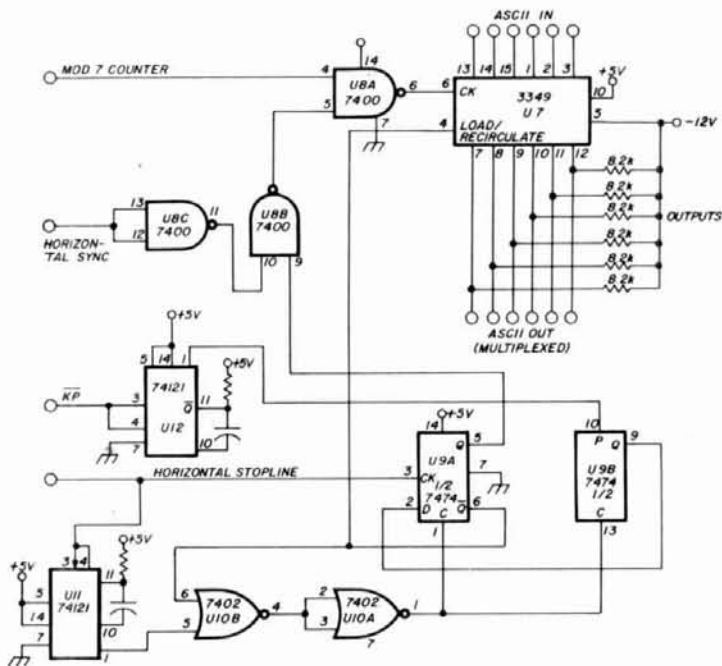 ASCII IN
13 14 15 1 2 3
14
MOD 7 COUNTER
4
U8A
7400
6
5
7
+5V
6
CK
3349
U7
10
5
-12V
4
LOAD/
RECIRCULATE
7 8 9 10 11 12
8.2k
8.2k
8.2k
OUTPUTS
8.2k
8.2k
8.2k
ASCII OUT
(MULTIPLEXED)
13
12
U8C
7400
11
U8B
7400
10 9
HORIZON-
TAL SYNC
+5V
5 14 1
+5V
KP
3
4
7
74121
Q
11
U12
10
+5V
14
Q
5
U9A
7
3
CK
1/2
7474
2
D
Q
6
C
1
10
P Q
9
U9B
7474
1/2
C
13
HORIZONTAL STOPLINE
+5V
3 4
+5V
5
14
7
U11
74121
11
10
1
6
5
7402
U10B
4
2
3
7402
U10A
1
7